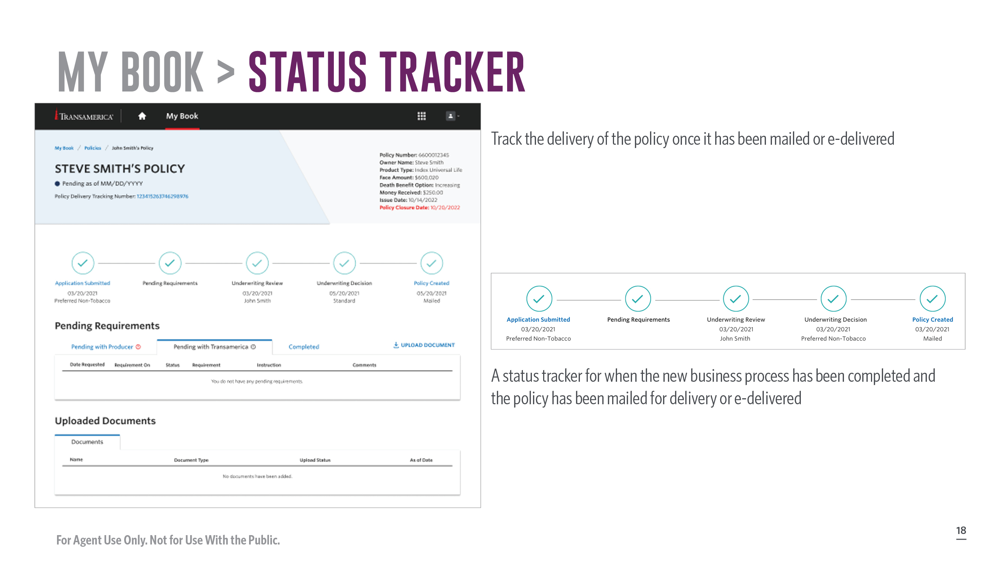 MY BOOK > STATUS TRACKER
TRANSAMERICA
My Book
My Book / Policies / John Smith's Policy
STEVE SMITH'S POLICY
Pending as of MM/DD/YYYY
Policy Delivery Tracking Number: 123415263746298976
Policy Number: 6600012345
Owner Name: Steve Smith
Product Type: Index Universal Life
Face Amount: $600,020
Death Benefit Option: Increasing
Money Received: $250.00
Issue Date: 10/14/2022
Policy Closure Date: 10/20/2022
Application Submitted Pending Requirements Underwriting Review Underwriting Decision Policy Created
03/20/2021 03/20/2021 05/20/2021 05/20/2021
Preferred Non-Tobacco John Smith Standard Mailed
Pending Requirements
Pending with Producer Pending with Transamerica Completed UPLOAD DOCUMENT
Date Requested Requirement On Status Requirement Instruction Comments
You do not have any pending requirements.
Uploaded Documents
Documents
Name Document Type Upload Status As of Date
No documents have been added.
Track the delivery of the policy once it has been mailed or e-delivered
Application Submitted Pending Requirements Underwriting Review Underwriting Decision Policy Created
03/20/2021 03/20/2021 03/20/2021 03/20/2021
Preferred Non-Tobacco John Smith Preferred Non-Tobacco Mailed
A status tracker for when the new business process has been completed and
the policy has been mailed for delivery or e-delivered
For Agent Use Only. Not for Use With the Public.
18